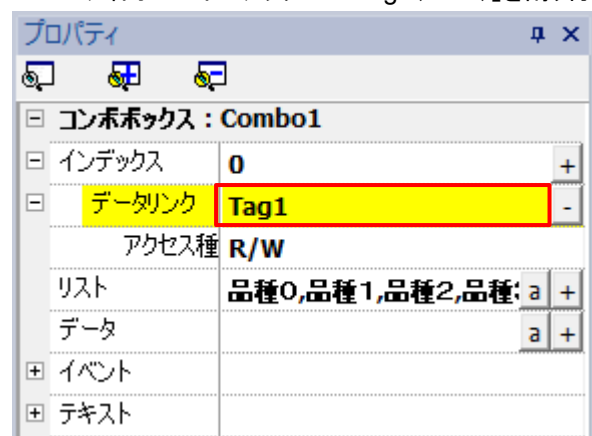 プロパティ
コンボボックス：Combo1
インデックス 0 +
データリンク Tag1 -
アクセス種 R/W
リスト 品種0,品種1,品種2,品種 a +
データ a +
イベント
テキスト